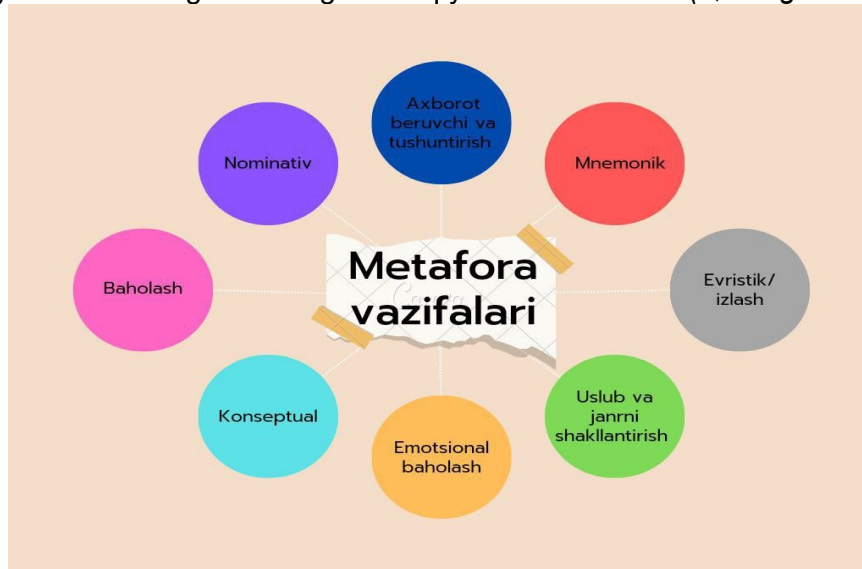 Metafora
vazifalari
Axborot
beruvchi va
tushuntirish
Mnemonik
Evristik/
izlash
Uslub va
janrni
shakllantirish
Emotsional
baholash
Konseptual
Baholash
Nominativ